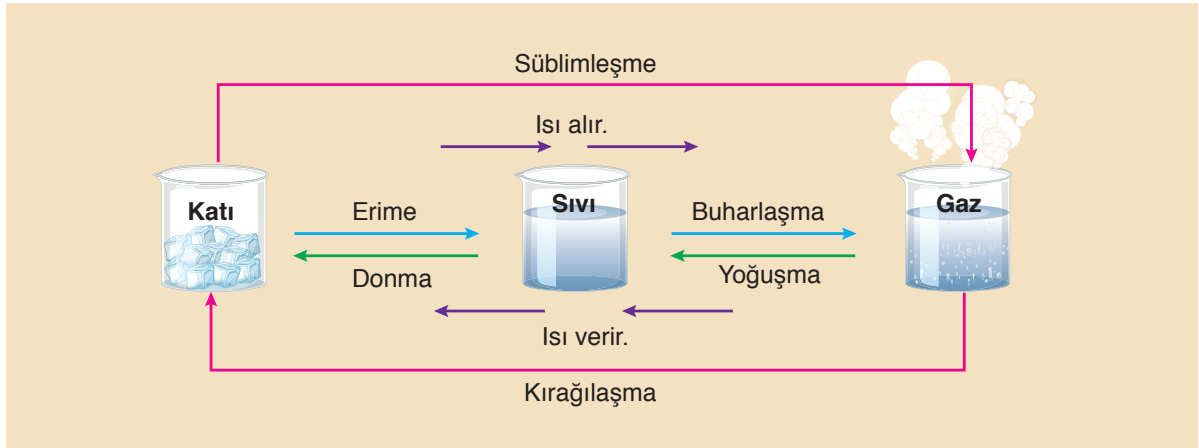 Süblimleşme
Isı alır.
Katı
Erime
Sıvı
Buharlaşma
Gaz
Donma
Yoğuşma
Isı verir.
Kırağılaşma